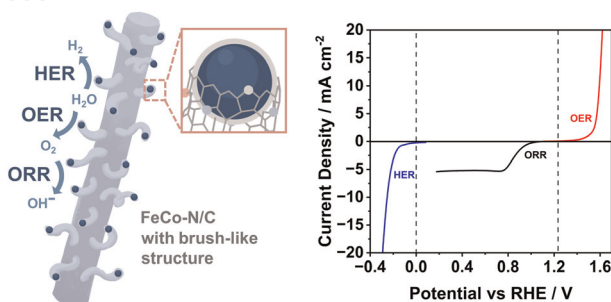 H₂
HER
H₂O
OER
O₂
ORR
OH⁻
FeCo-N/C
with brush-like
structure
Current Density / mA cm⁻²
20
15
10
5
0
−5
−10
−15
−20
HER
ORR
OER
−0.4 0.0 0.4 0.8 1.2 1.6
Potential vs RHE / V